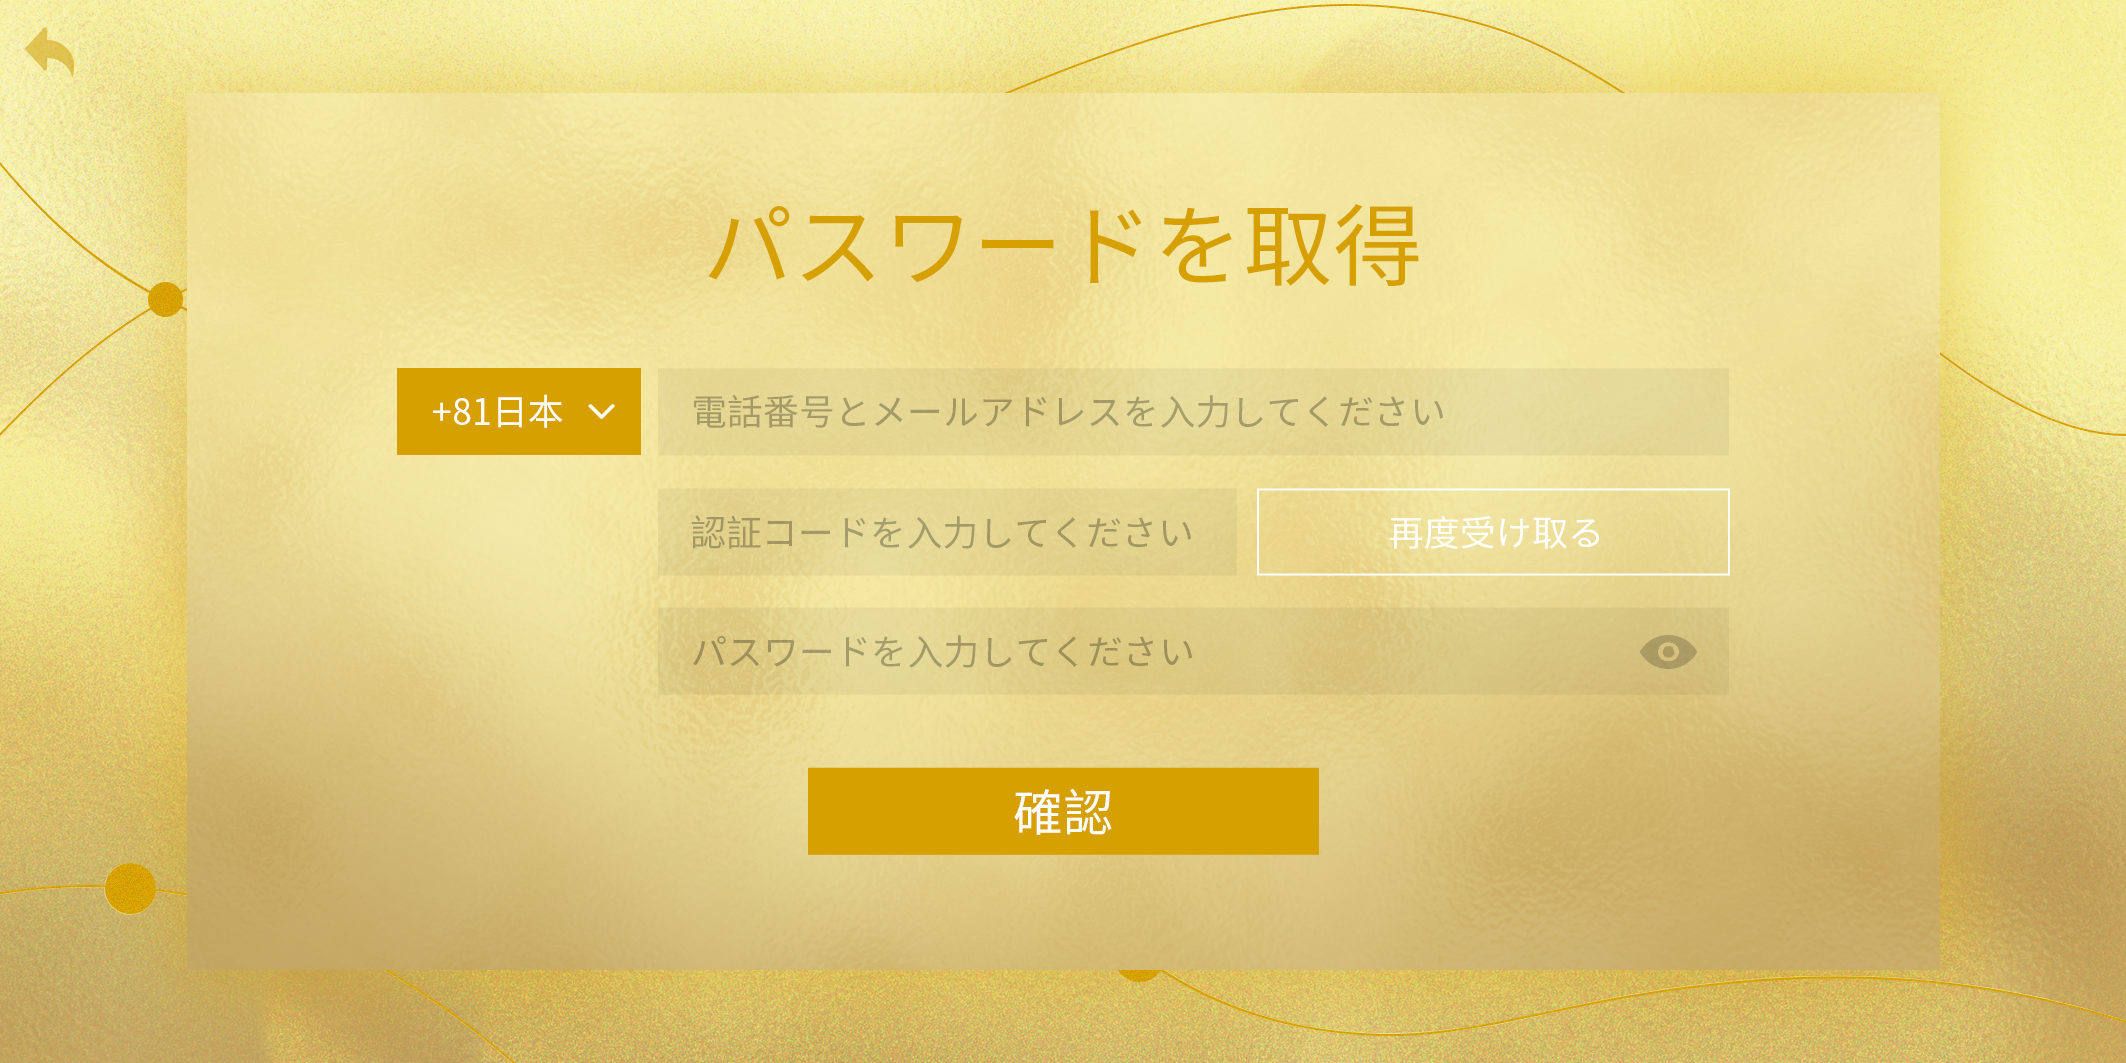 パスワードを取得
+81日本
電話番号とメールアドレスを入力してください
認証コードを入力してください
再度受け取る
パスワードを入力してください
確認